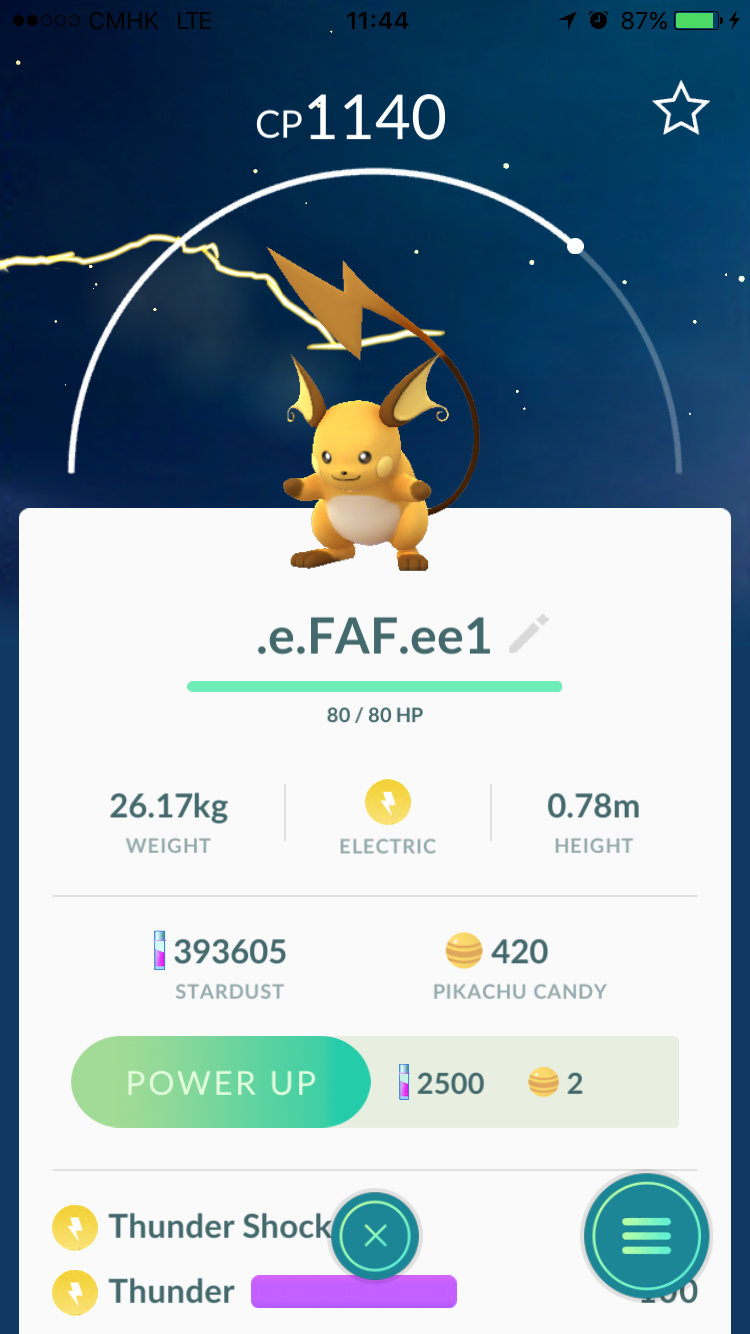 CMHK LTE 11:44 87%
CP1140
.e.FAF.ee1
80 / 80 HP
26.17kg 0.78m
WEIGHT ELECTRIC HEIGHT
393605 420
STARDUST PIKACHU CANDY
POWER UP 2500 2
Thunder Shock
Thunder 100